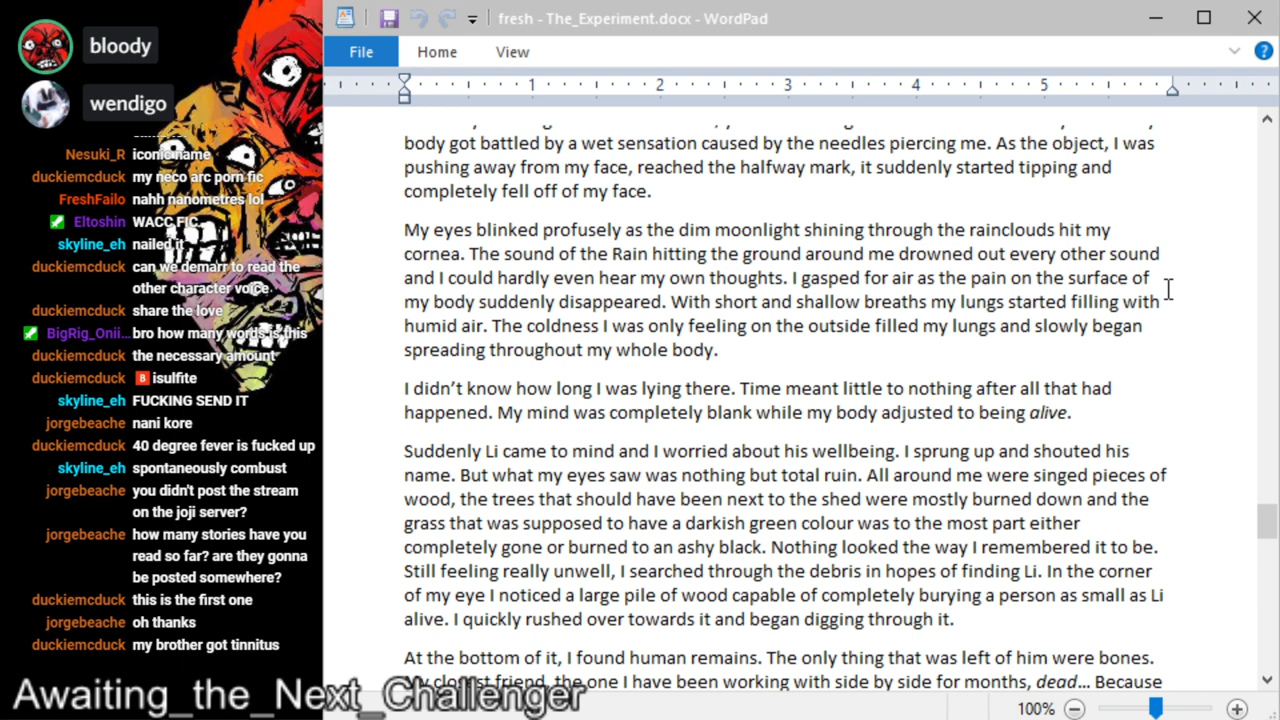 bloody
wendigo
Nesuki_R iconic name
duckiemcduck my neco arc porn fic
FreshFailo nahh nanometres lol
Eltoshin WACC FIC
skyline_eh nailed it
duckiemcduck can we demarr to read the
other character voice
duckiemcduck share the love
BigRig_Onii... bro how many words is this
duckiemcduck the necessary amount
duckiemcduck B isulfite
skyline_eh FUCKING SEND IT
jorgebeache nani kore
duckiemcduck 40 degree fever is fucked up
skyline_eh spontaneously combust
jorgebeache you didn't post the stream
on the joji server?
jorgebeache how many stories have you
read so far? are they gonna
be posted somewhere?
duckiemcduck this is the first one
jorgebeache oh thanks
duckiemcduck my brother got tinnitus
Awaiting_the_Next_Challenger
fresh - The_Experiment.docx - WordPad
File Home View
1 2 3 4 5
body got battled by a wet sensation caused by the needles piercing me. As the object, I was
pushing away from my face, reached the halfway mark, it suddenly started tipping and
completely fell off of my face.
My eyes blinked profusely as the dim moonlight shining through the rainclouds hit my
cornea. The sound of the Rain hitting the ground around me drowned out every other sound
and I could hardly even hear my own thoughts. I gasped for air as the pain on the surface of
my body suddenly disappeared. With short and shallow breaths my lungs started filling with
humid air. The coldness I was only feeling on the outside filled my lungs and slowly began
spreading throughout my whole body.
I didn’t know how long I was lying there. Time meant little to nothing after all that had
happened. My mind was completely blank while my body adjusted to being alive.
Suddenly Li came to mind and I worried about his wellbeing. I sprung up and shouted his
name. But what my eyes saw was nothing but total ruin. All around me were singed pieces of
wood, the trees that should have been next to the shed were mostly burned down and the
grass that was supposed to have a darkish green colour was to the most part either
completely gone or burned to an ashy black. Nothing looked the way I remembered it to be.
Still feeling really unwell, I searched through the debris in hopes of finding Li. In the corner
of my eye I noticed a large pile of wood capable of completely burying a person as small as Li
alive. I quickly rushed over towards it and began digging through it.
At the bottom of it, I found human remains. The only thing that was left of him were bones.
My closest friend, the one I have been working with side by side for months, dead... Because
100%